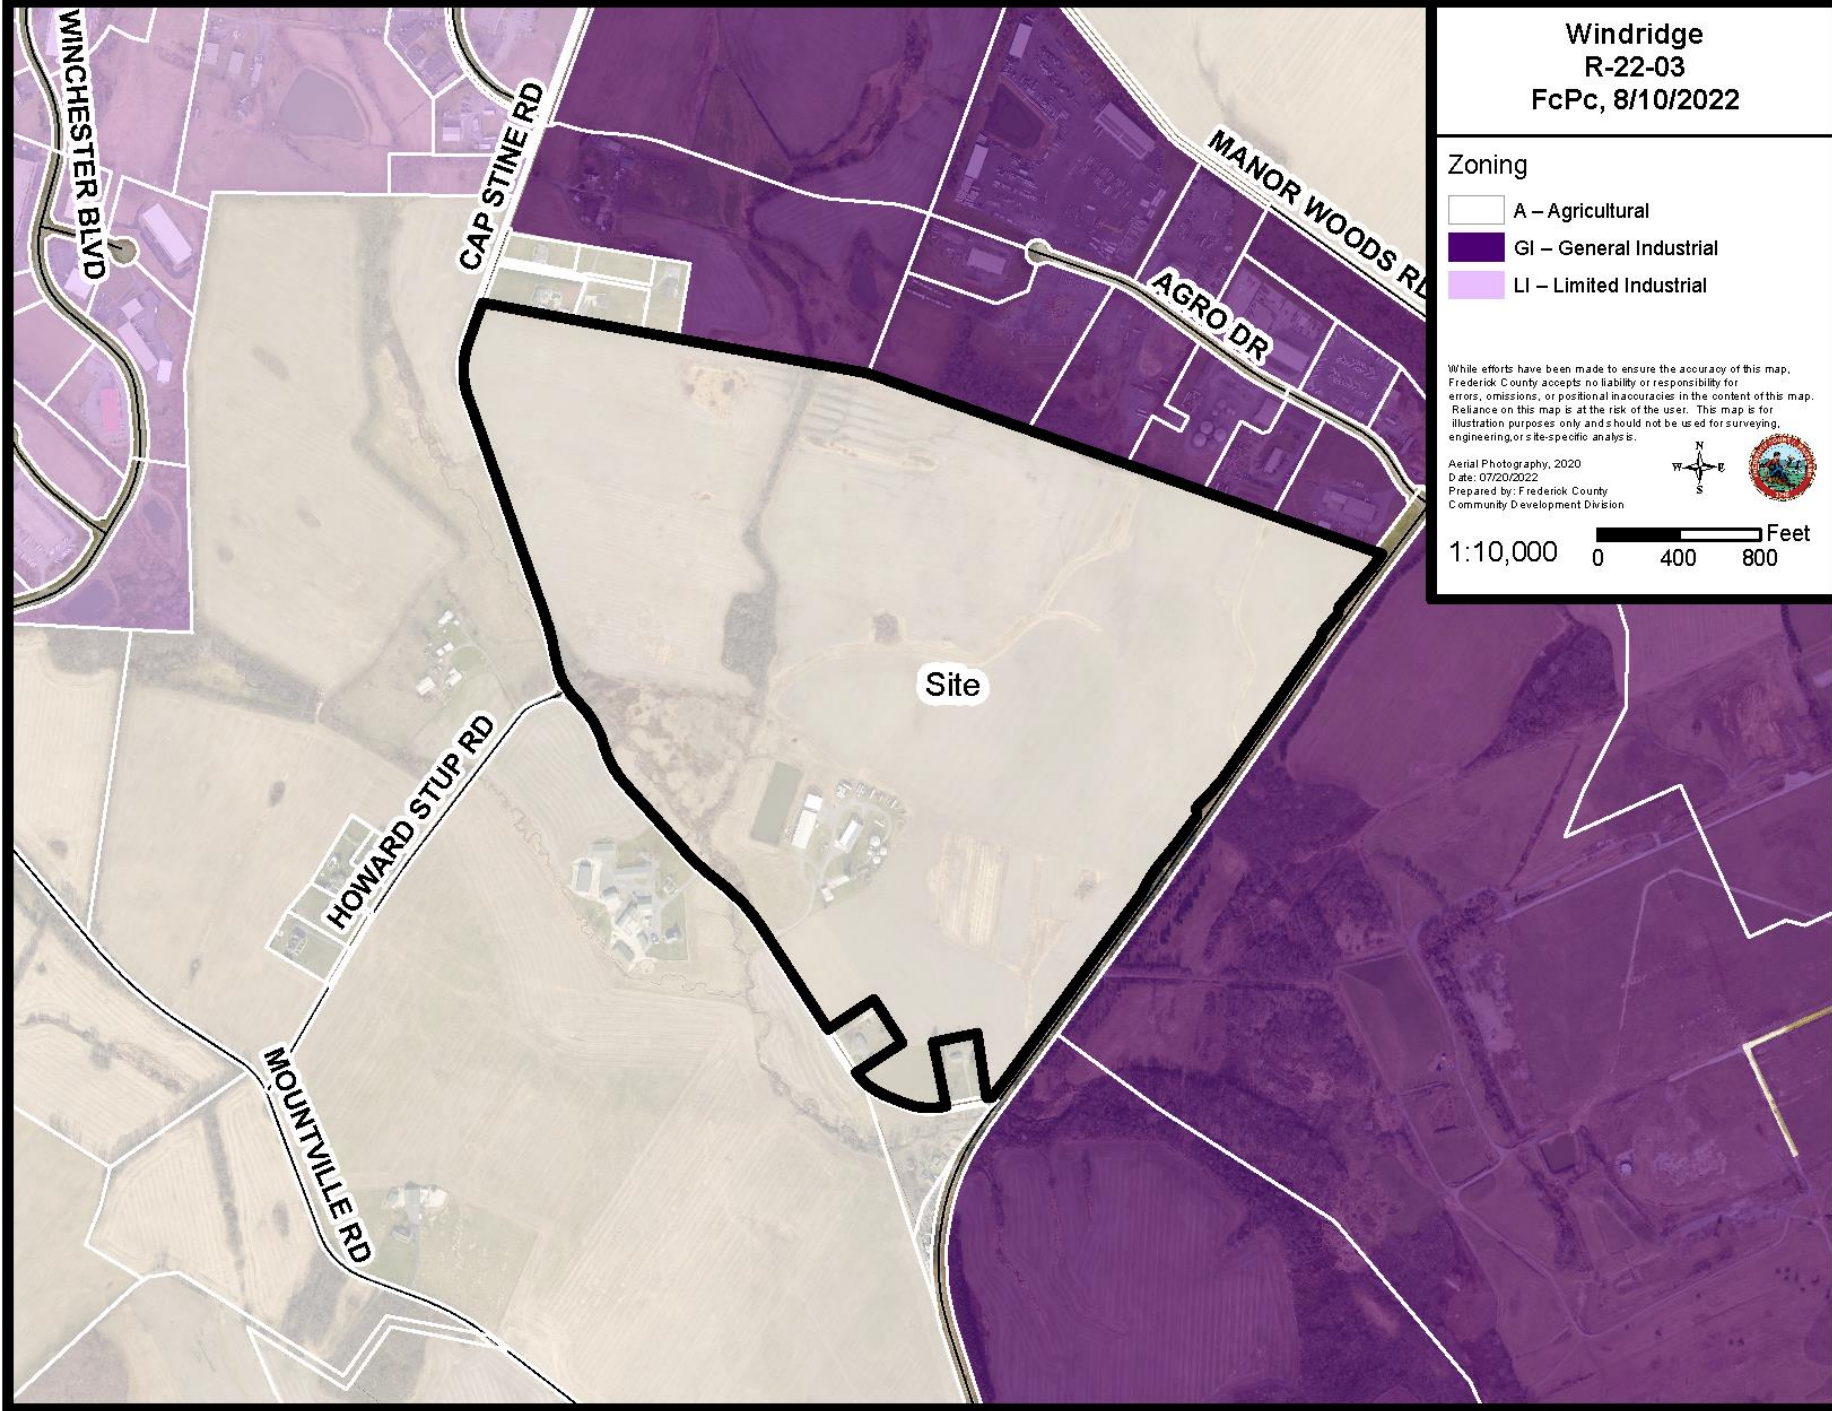 Windridge
R-22-03
FcPc, 8/10/2022
Zoning
A – Agricultural
GI – General Industrial
LI – Limited Industrial
While efforts have been made to ensure the accuracy of this map,
Frederick County accepts no liability or responsibility for
errors, omissions, or positional inaccuracies in the content of this map.
Reliance on this map is at the risk of the user. This map is for
illustration purposes only and should not be used for surveying,
engineering, or site-specific analysis.
Aerial Photography, 2020
Date: 07/20/2022
Prepared by: Frederick County
Community Development Division
N
W E
S
1:10,000
Feet
0 400 800
WINCHESTER BLVD
CAP STINE RD
MANOR WOODS RD
AGRO DR
Site
HOWARD STUP RD
MOUNTVILLE RD